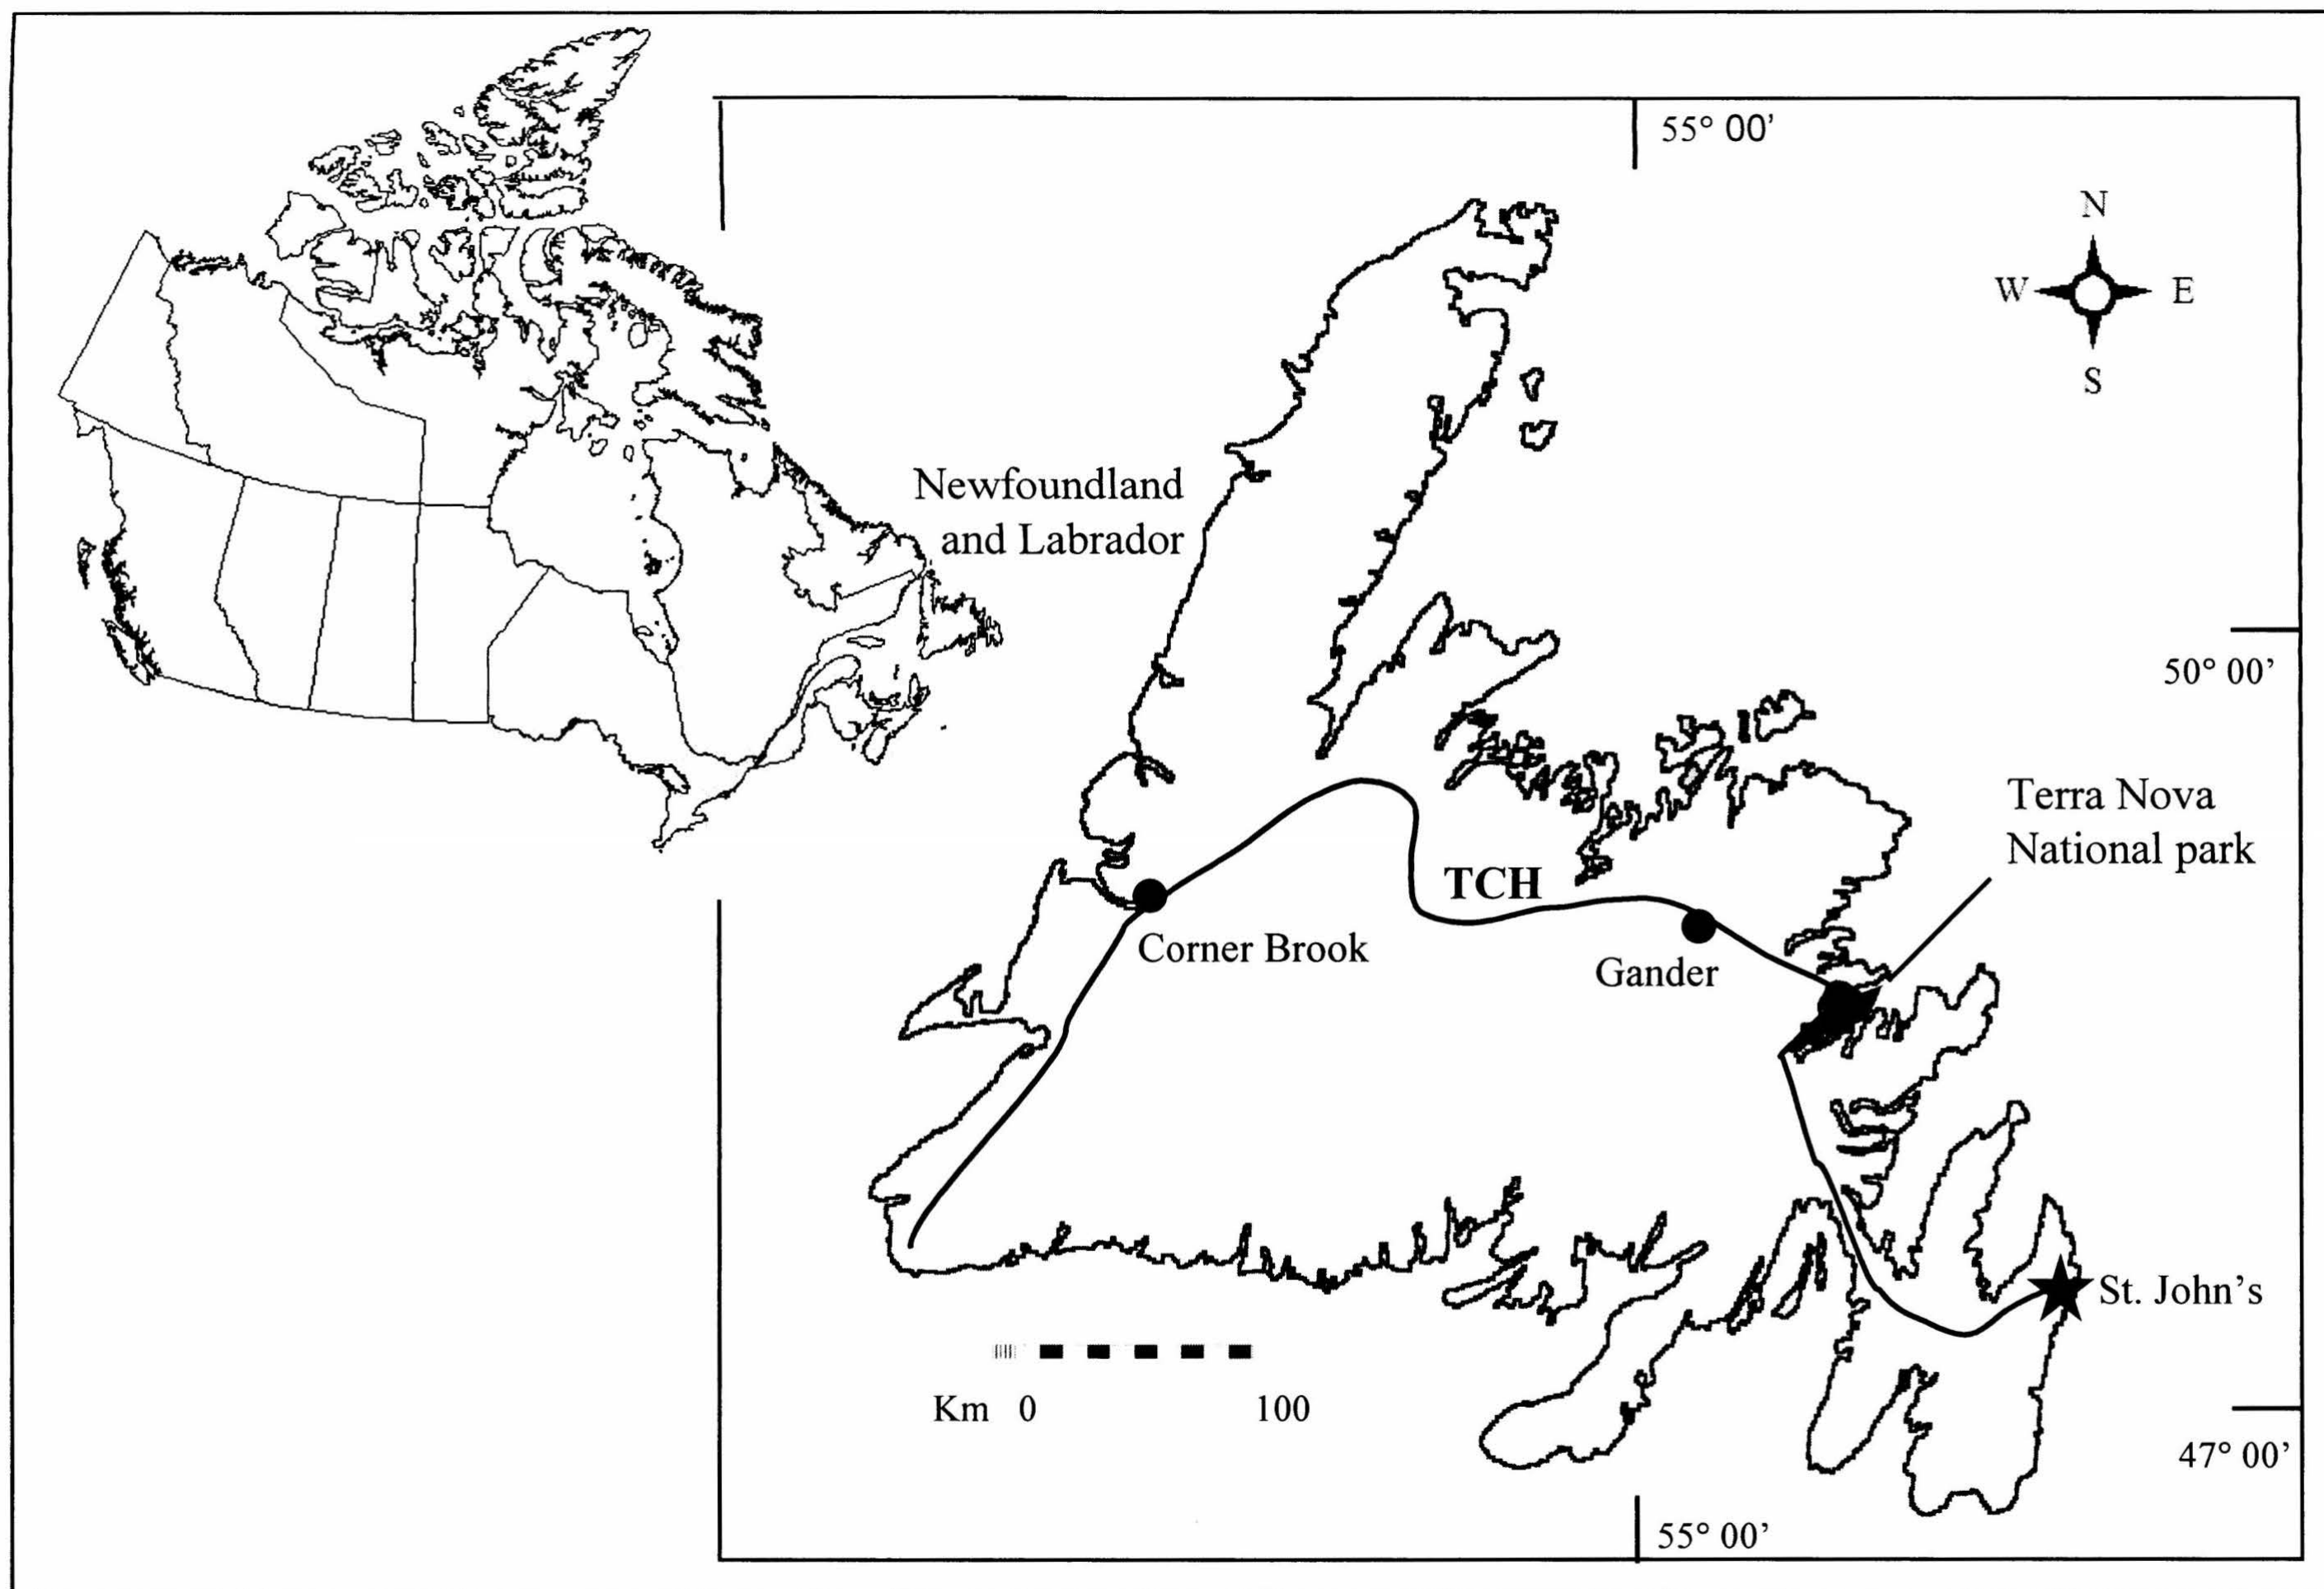 55° 00’
N
W E
S
Newfoundland
and Labrador
50° 00’
Terra Nova
National park
TCH
Corner Brook
Gander
St. John’s
Km 0 100
47° 00’
55° 00’